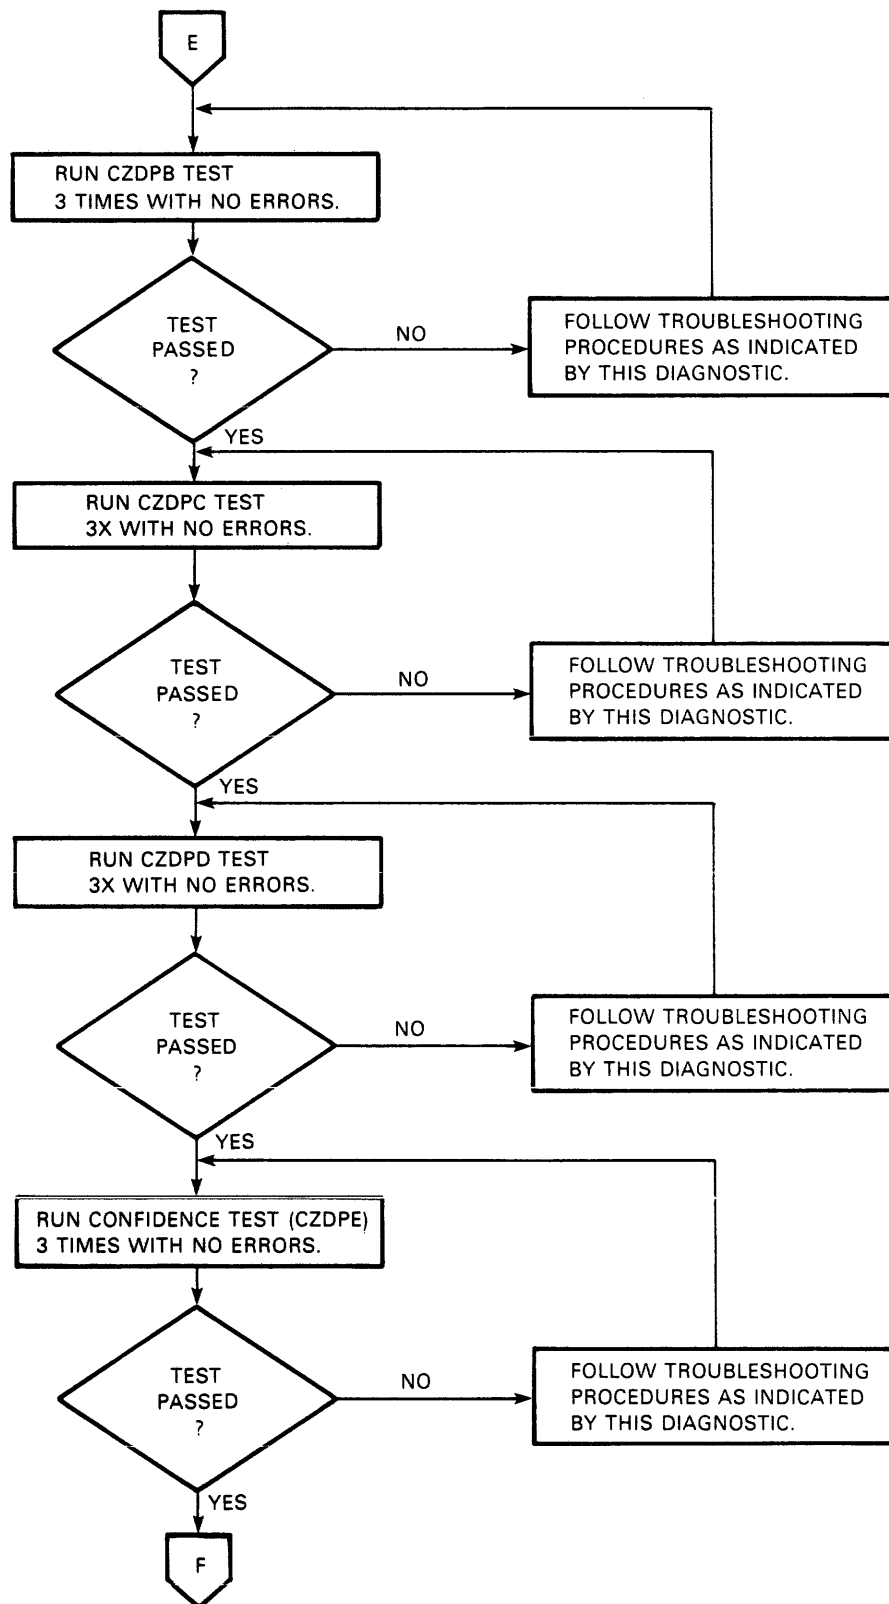 E
RUN CZDPB TEST
3 TIMES WITH NO ERRORS.
TEST
PASSED
?
NO
FOLLOW TROUBLESHOOTING
PROCEDURES AS INDICATED
BY THIS DIAGNOSTIC.
YES
RUN CZDPC TEST
3X WITH NO ERRORS.
TEST
PASSED
?
NO
FOLLOW TROUBLESHOOTING
PROCEDURES AS INDICATED
BY THIS DIAGNOSTIC.
YES
RUN CZDPD TEST
3X WITH NO ERRORS.
TEST
PASSED
?
NO
FOLLOW TROUBLESHOOTING
PROCEDURES AS INDICATED
BY THIS DIAGNOSTIC.
YES
RUN CONFIDENCE TEST (CZDPE)
3 TIMES WITH NO ERRORS.
TEST
PASSED
?
NO
FOLLOW TROUBLESHOOTING
PROCEDURES AS INDICATED
BY THIS DIAGNOSTIC.
YES
F